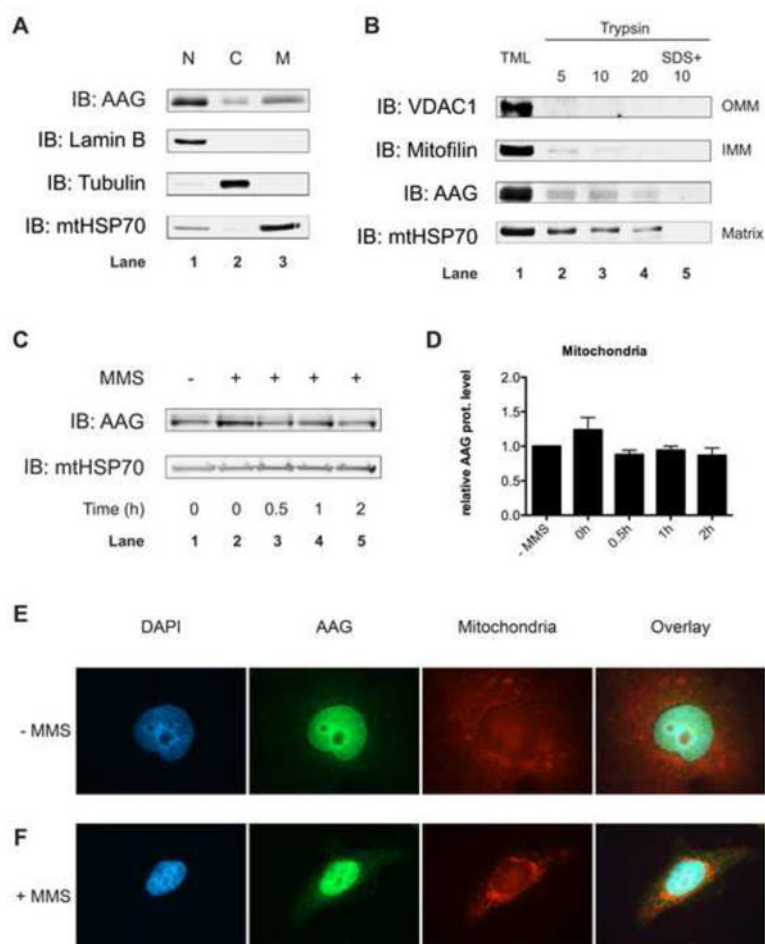 A
N C M
IB: AAG
IB: Lamin B
IB: Tubulin
IB: mtHSP70
Lane 1 2 3
B
Trypsin
TML 5 10 20 SDS+ 10
IB: VDAC1 OMM
IB: Mitofilin IMM
IB: AAG
IB: mtHSP70 Matrix
Lane 1 2 3 4 5
C
MMS - + + + +
IB: AAG
IB: mtHSP70
Time (h) 0 0 0.5 1 2
Lane 1 2 3 4 5
D
Mitochondria
relative AAG prot. level
2.0
1.5
1.0
0.5
0.0
- MMS 0h 0.5h 1h 2h
E
DAPI AAG Mitochondria Overlay
- MMS
F
+ MMS